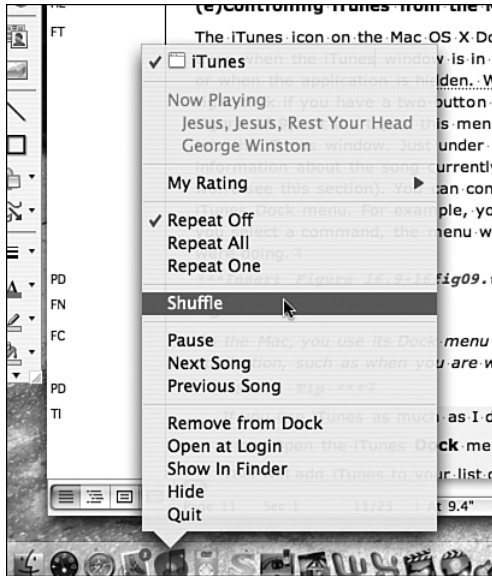 (e)Controlling iTunes from the M
FT
The·iTunes·icon·on·the·Mac·OS·X·Do
✓ iTunes
when the iTunes window is·in·
or when the application is hidden.·W
Now Playing
k if you have a two button
Jesus, Jesus, Rest Your Head
is·men
George Winston
window. Just under
information about the song currently
My Rating
see this section). You can con
iTunes Dock menu. For example, yo
✓ Repeat Off
you select a command, the menu w
Repeat All
were doing.
Repeat One
PD
Insert Figure 16.9·16fig09.
FN
Shuffle
FC
the Mac, you use its Dock·menu
Pause
such as when you·are·w
Next Song
PD
Tip ***
Previous Song
TI
If you use iTunes as much as·I·d
Remove from Dock
open the iTunes Dock·me
Open at Login
add iTunes to your·list·o
Show In Finder
Hide
Sec 1 11/23 At 9.4"
Quit